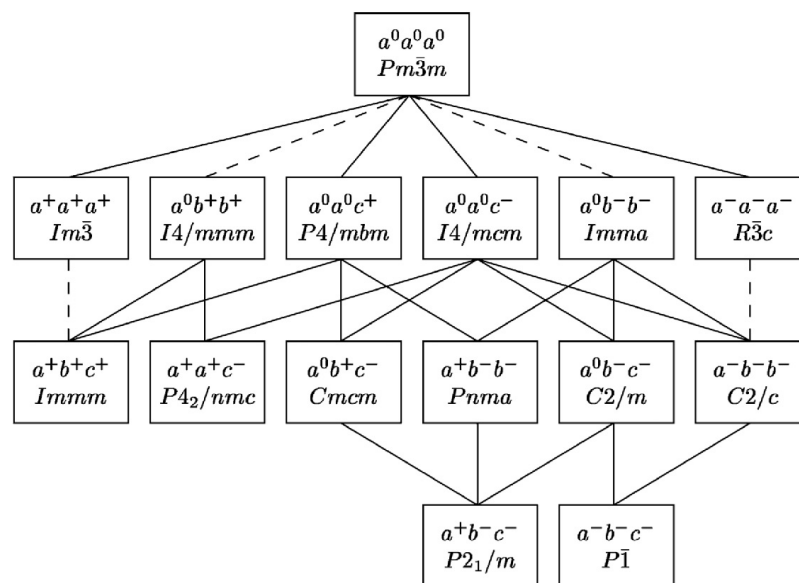 a⁰a⁰a⁰
Pm3̄m
a⁺a⁺a⁺
Im3̄
a⁰b⁺b⁺
I4/mmm
a⁰a⁰c⁺
P4/mbm
a⁰a⁰c⁻
I4/mcm
a⁰b⁻b⁻
Imma
a⁻a⁻a⁻
R3̄c
a⁺b⁺c⁺
Immm
a⁺a⁺c⁻
P4₂/nmc
a⁰b⁺c⁻
Cmcm
a⁺b⁻b⁻
Pnma
a⁰b⁻c⁻
C2/m
a⁻b⁻b⁻
C2/c
a⁺b⁻c⁻
P2₁/m
a⁻b⁻c⁻
P1̄